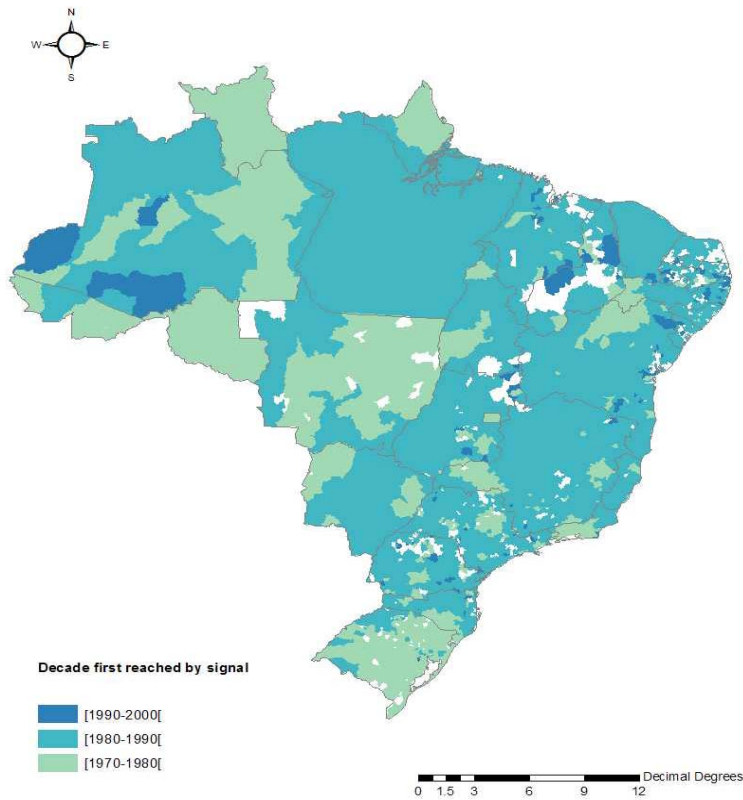 N
W E
S
Decade first reached by signal
[1990-2000[
[1980-1990[
[1970-1980[
Decimal Degrees
0 1.5 3 6 9 12